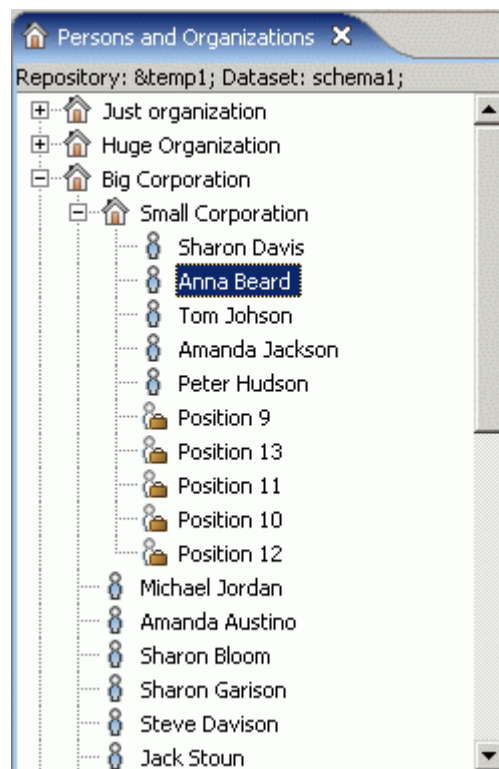 Persons and Organizations
Repository: &temp1; Dataset: schema1;
Just organization
Huge Organization
Big Corporation
Small Corporation
Sharon Davis
Anna Beard
Tom Johson
Amanda Jackson
Peter Hudson
Position 9
Position 13
Position 11
Position 10
Position 12
Michael Jordan
Amanda Austino
Sharon Bloom
Sharon Garison
Steve Davison
Jack Stoun